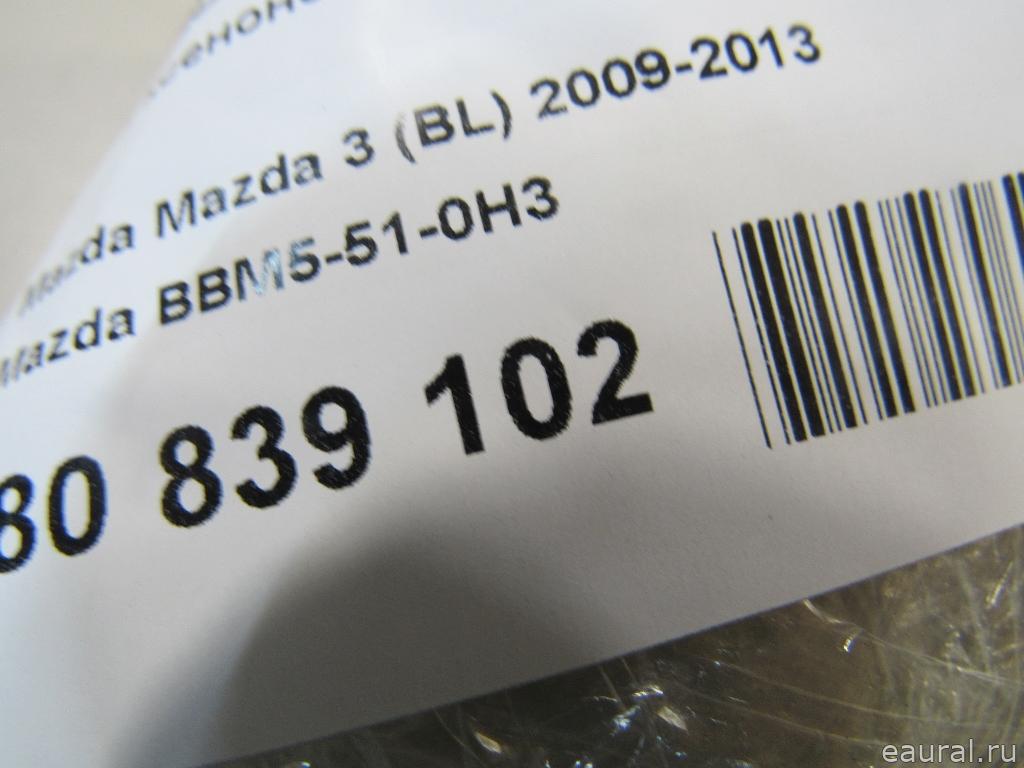 Mazda Mazda 3 (BL) 2009-2013
Mazda BBM5-51-0H3
80 839 102
eaural.ru